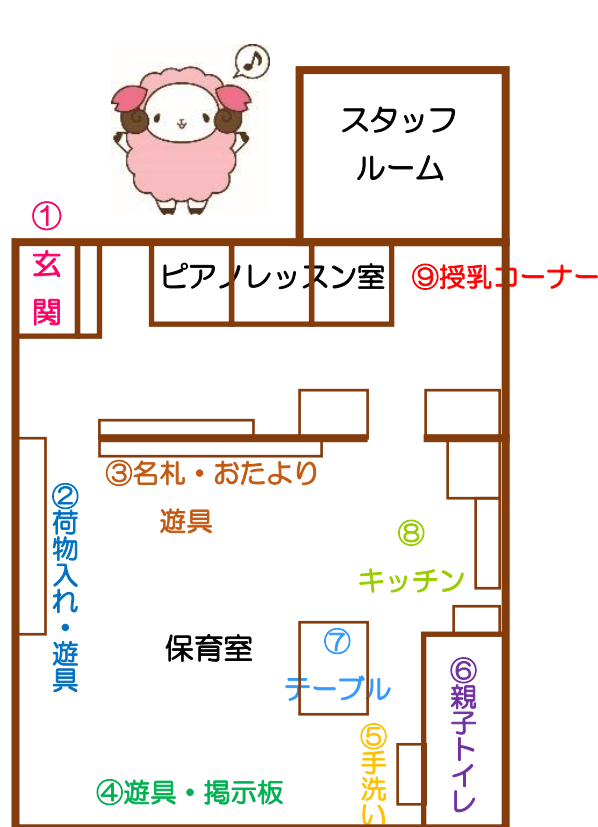 スタッフ
ルーム
①
玄
関
ピアノレッスン室
⑨授乳コーナー
③名札・おたより
遊具
②荷物入れ・遊具
⑧
キッチン
保育室
⑦
テーブル
⑥親子トイレ
⑤手洗い
④遊具・掲示板